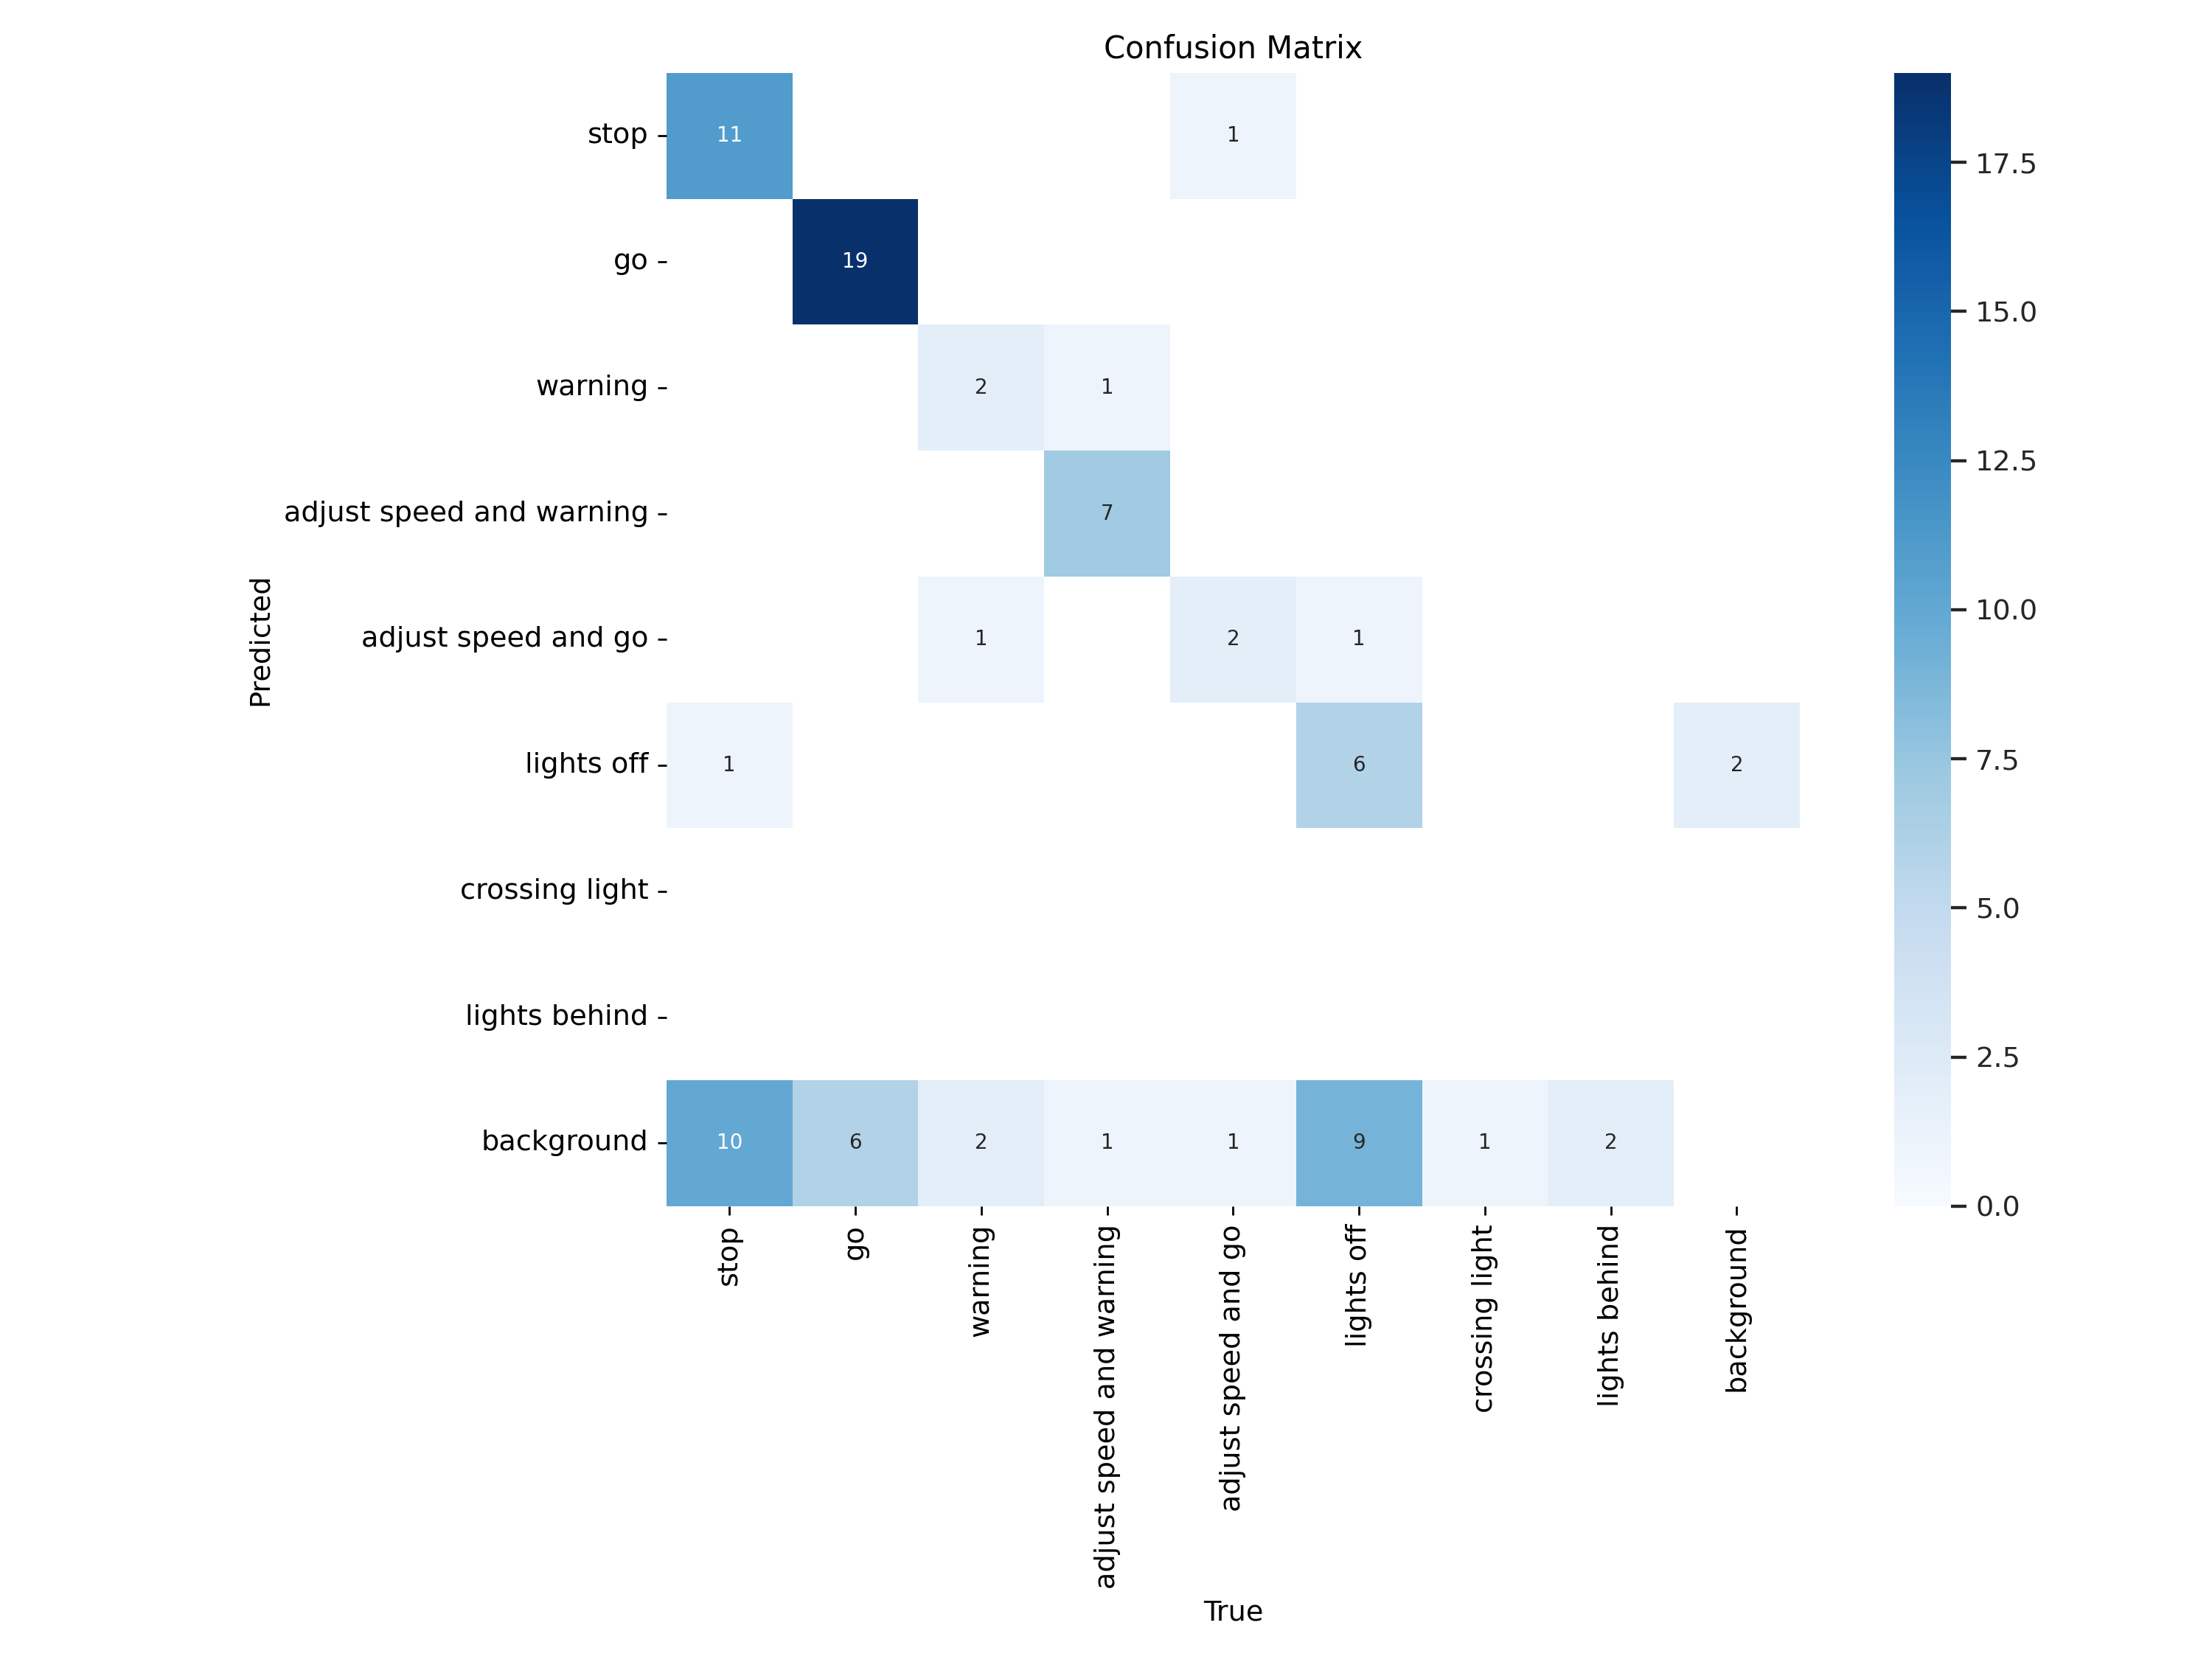 Confusion Matrix
stop
11
1
17.5
go
19
15.0
warning
2
1
12.5
adjust speed and warning
7
10.0
Predicted
adjust speed and go
1
2
1
lights off
1
6
2
7.5
crossing light
5.0
lights behind
2.5
background
10
6
2
1
1
9
1
2
0.0
stop
go
warning
adjust speed and warning
adjust speed and go
lights off
crossing light
lights behind
background
True